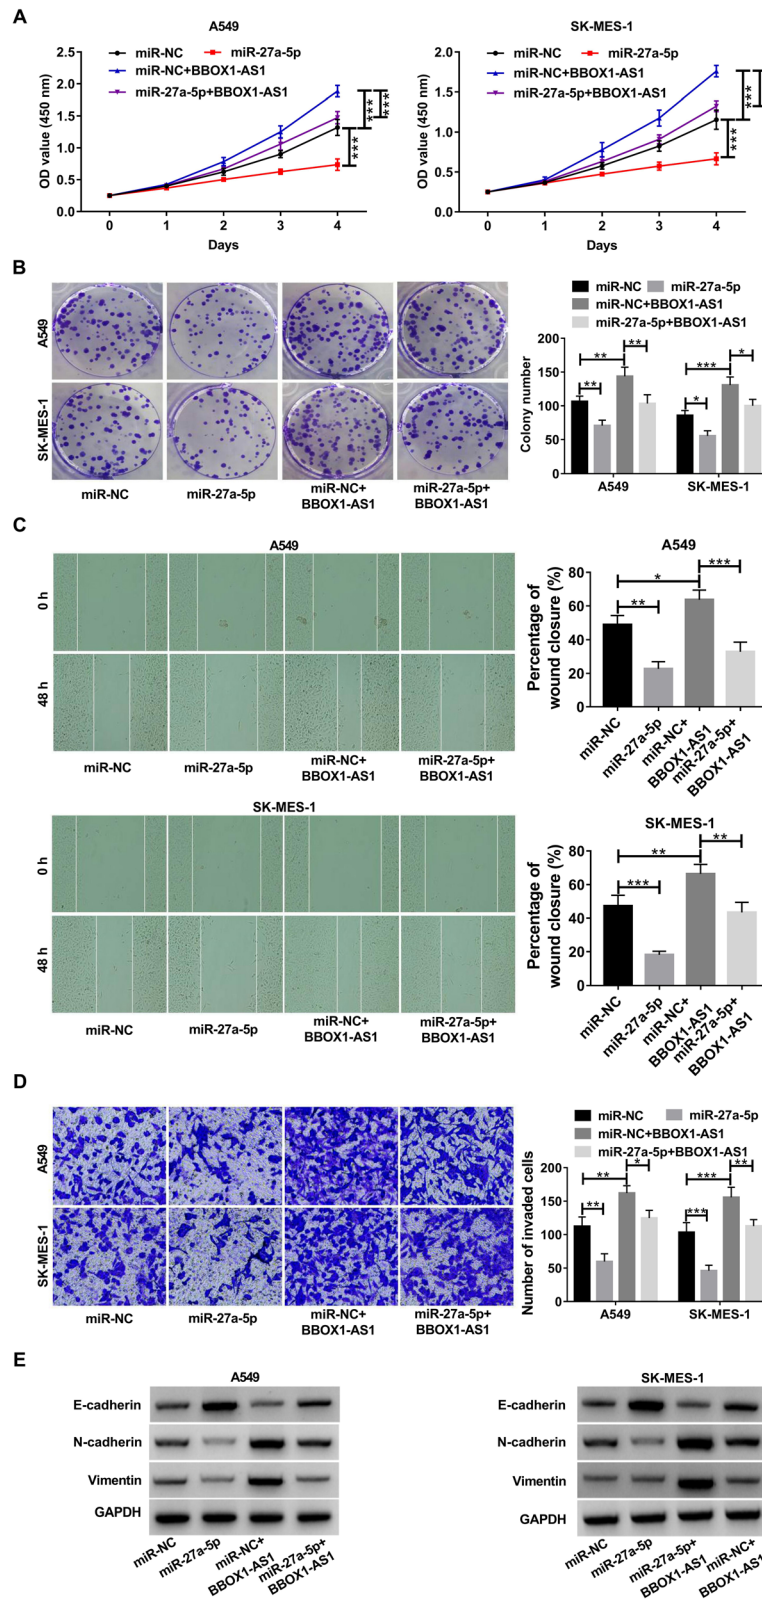 A
A549
miR-NC
miR-27a-5p
miR-NC+BBOX1-AS1
miR-27a-5p+BBOX1-AS1
OD value (450 nm)
2.5
2.0
1.5
1.0
0.5
0.0
0 1 2 3 4
Days
***
***
***
SK-MES-1
miR-NC
miR-27a-5p
miR-NC+BBOX1-AS1
miR-27a-5p+BBOX1-AS1
OD value (450 nm)
2.0
1.5
1.0
0.5
0.0
0 1 2 3 4
Days
***
***
B
A549
SK-MES-1
miR-NC
miR-27a-5p
miR-NC+
BBOX1-AS1
miR-27a-5p+
BBOX1-AS1
miR-NC
miR-27a-5p
miR-NC+BBOX1-AS1
miR-27a-5p+BBOX1-AS1
Colony number
200
150
100
50
0
**
**
**
***
*
*
A549
SK-MES-1
C
A549
0 h
48 h
miR-NC
miR-27a-5p
miR-NC+
BBOX1-AS1
miR-27a-5p+
BBOX1-AS1
A549
Percentage of
wound closure (%)
80
60
40
20
0
*
**
***
miR-NC
miR-27a-5p
miR-NC+
BBOX1-AS1
miR-27a-5p+
BBOX1-AS1
SK-MES-1
0 h
48 h
miR-NC
miR-27a-5p
miR-NC+
BBOX1-AS1
miR-27a-5p+
BBOX1-AS1
SK-MES-1
Percentage of
wound closure (%)
80
60
40
20
0
**
***
**
miR-NC
miR-27a-5p
miR-NC+
BBOX1-AS1
miR-27a-5p+
BBOX1-AS1
D
A549
SK-MES-1
miR-NC
miR-27a-5p
miR-NC+
BBOX1-AS1
miR-27a-5p+
BBOX1-AS1
miR-NC
miR-27a-5p
miR-NC+BBOX1-AS1
miR-27a-5p+BBOX1-AS1
Number of invaded cells
200
150
100
50
0
**
**
*
***
***
**
A549
SK-MES-1
E
A549
E-cadherin
N-cadherin
Vimentin
GAPDH
miR-NC
miR-27a-5p
miR-NC+
BBOX1-AS1
miR-27a-5p+
BBOX1-AS1
SK-MES-1
E-cadherin
N-cadherin
Vimentin
GAPDH
miR-NC
miR-27a-5p
miR-27a-5p+
BBOX1-AS1
miR-NC+
BBOX1-AS1